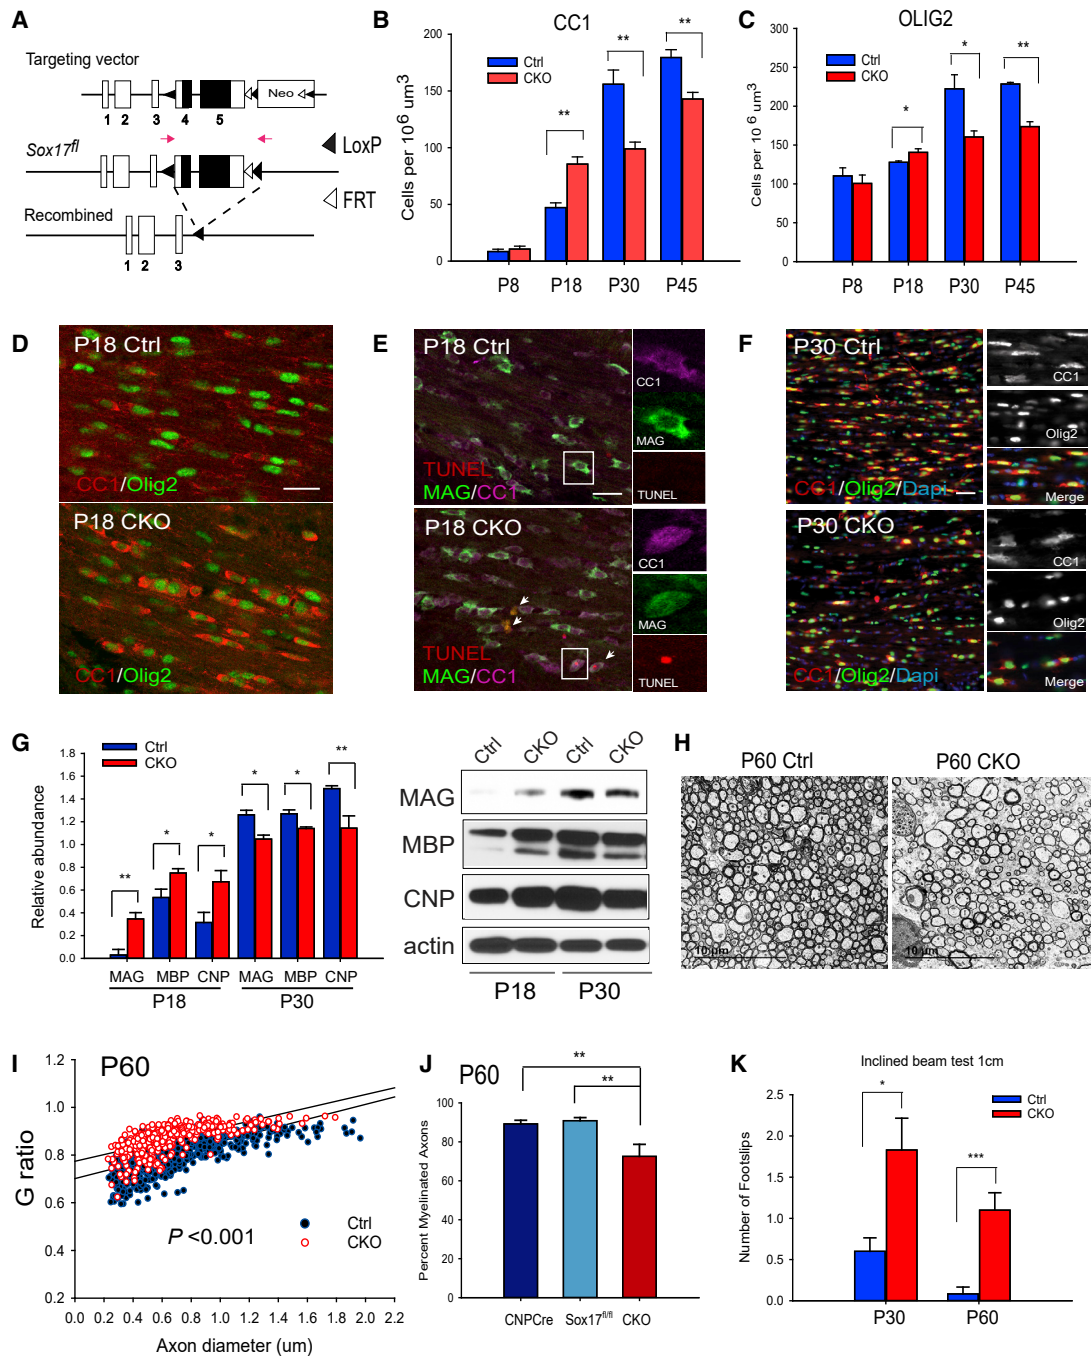 A
Targeting vector
Neo
1 2 3 4 5
Sox17fl
LoxP
FRT
Recombined
1 2 3
B
CC1
Ctrl
CKO
Cells per 10⁶ um³
200
150
100
50
0
**
**
**
P8 P18 P30 P45
C
OLIG2
Ctrl
CKO
Cells per 10⁶ um³
300
250
200
150
100
50
0
*
*
**
P8 P18 P30 P45
D
P18 Ctrl
CC1/Olig2
P18 CKO
CC1/Olig2
E
P18 Ctrl
TUNEL
MAG/CC1
CC1
MAG
TUNEL
P18 CKO
TUNEL
MAG/CC1
CC1
MAG
TUNEL
F
P30 Ctrl
CC1/Olig2/Dapi
CC1
Olig2
Merge
P30 CKO
CC1/Olig2/Dapi
CC1
Olig2
Merge
G
Ctrl
CKO
Relative abundance
1.8
1.6
1.4
1.2
1.0
0.8
0.6
0.4
0.2
0.0
**
*
*
*
*
**
MAG MBP CNP MAG MBP CNP
P18 P30
Ctrl CKO Ctrl CKO
MAG
MBP
CNP
actin
P18 P30
H
P60 Ctrl
10 µm
P60 CKO
10 µm
I
P60
G ratio
1.2
1.0
0.8
0.6
0.4
0.2
P <0.001
Ctrl
CKO
0.0 0.2 0.4 0.6 0.8 1.0 1.2 1.4 1.6 1.8 2.0 2.2
Axon diameter (um)
J
P60
Percent Myelinated Axons
100
80
60
40
20
0
**
**
CNPCre Sox17fl/fl CKO
K
Inclined beam test 1cm
Ctrl
CKO
Number of Footslips
2.5
2.0
1.5
1.0
0.5
0.0
*
***
P30 P60